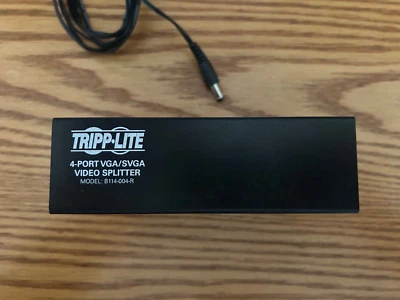 TRIPP·LITE
4-PORT VGA/SVGA
VIDEO SPLITTER
MODEL: B114-004-R